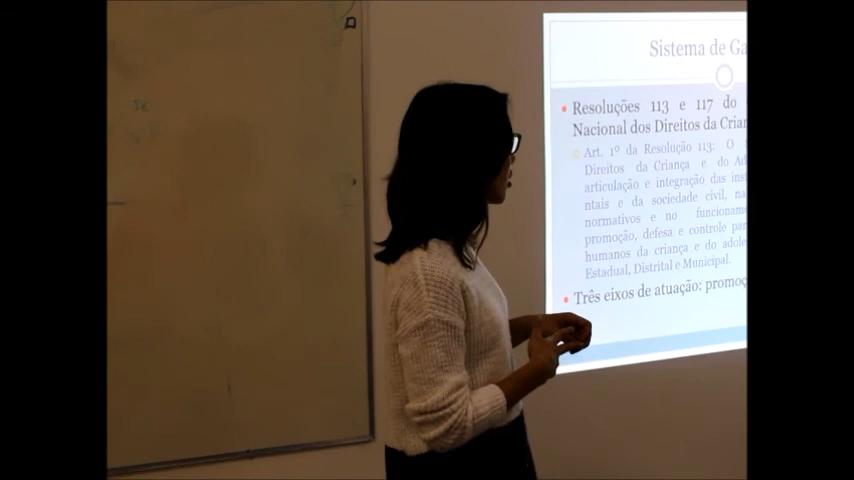 Sistema de Ga
Resoluções 113 e 117 do
Nacional dos Direitos da Crian
Art. 1º da Resolução 113: O
Direitos da Criança e do Ad
articulação e integração das inst
ntais e da sociedade civil, na
normativos e no funcioname
promoção, defesa e controle par
humanos da criança e do adole
Estadual, Distrital e Municipal.
Três eixos de atuação: promoç